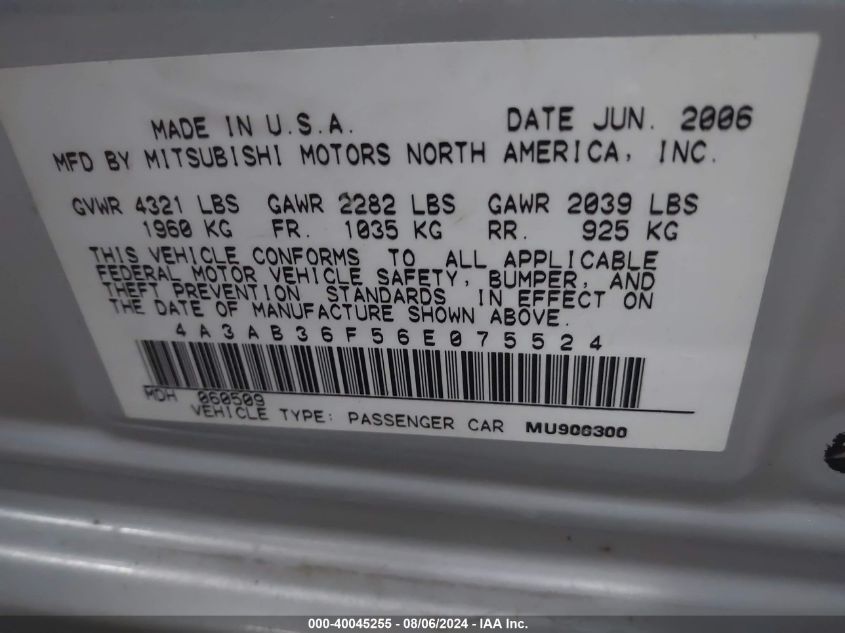 MADE IN U.S.A. DATE JUN. 2006
MFD BY MITSUBISHI MOTORS NORTH AMERICA, INC.
GVWR 4321 LBS GAWR 2282 LBS GAWR 2039 LBS
1960 KG FR. 1035 KG RR. 925 KG
THIS VEHICLE CONFORMS TO ALL APPLICABLE
FEDERAL MOTOR VEHICLE SAFETY, BUMPER, AND
THEFT PREVENTION STANDARDS IN EFFECT ON
THE DATE OF MANUFACTURE SHOWN ABOVE.
4A3AB36F56E075524
MDH 060509
VEHICLE TYPE: PASSENGER CAR MU906300
000-40045255 - 08/06/2024 - IAA Inc.